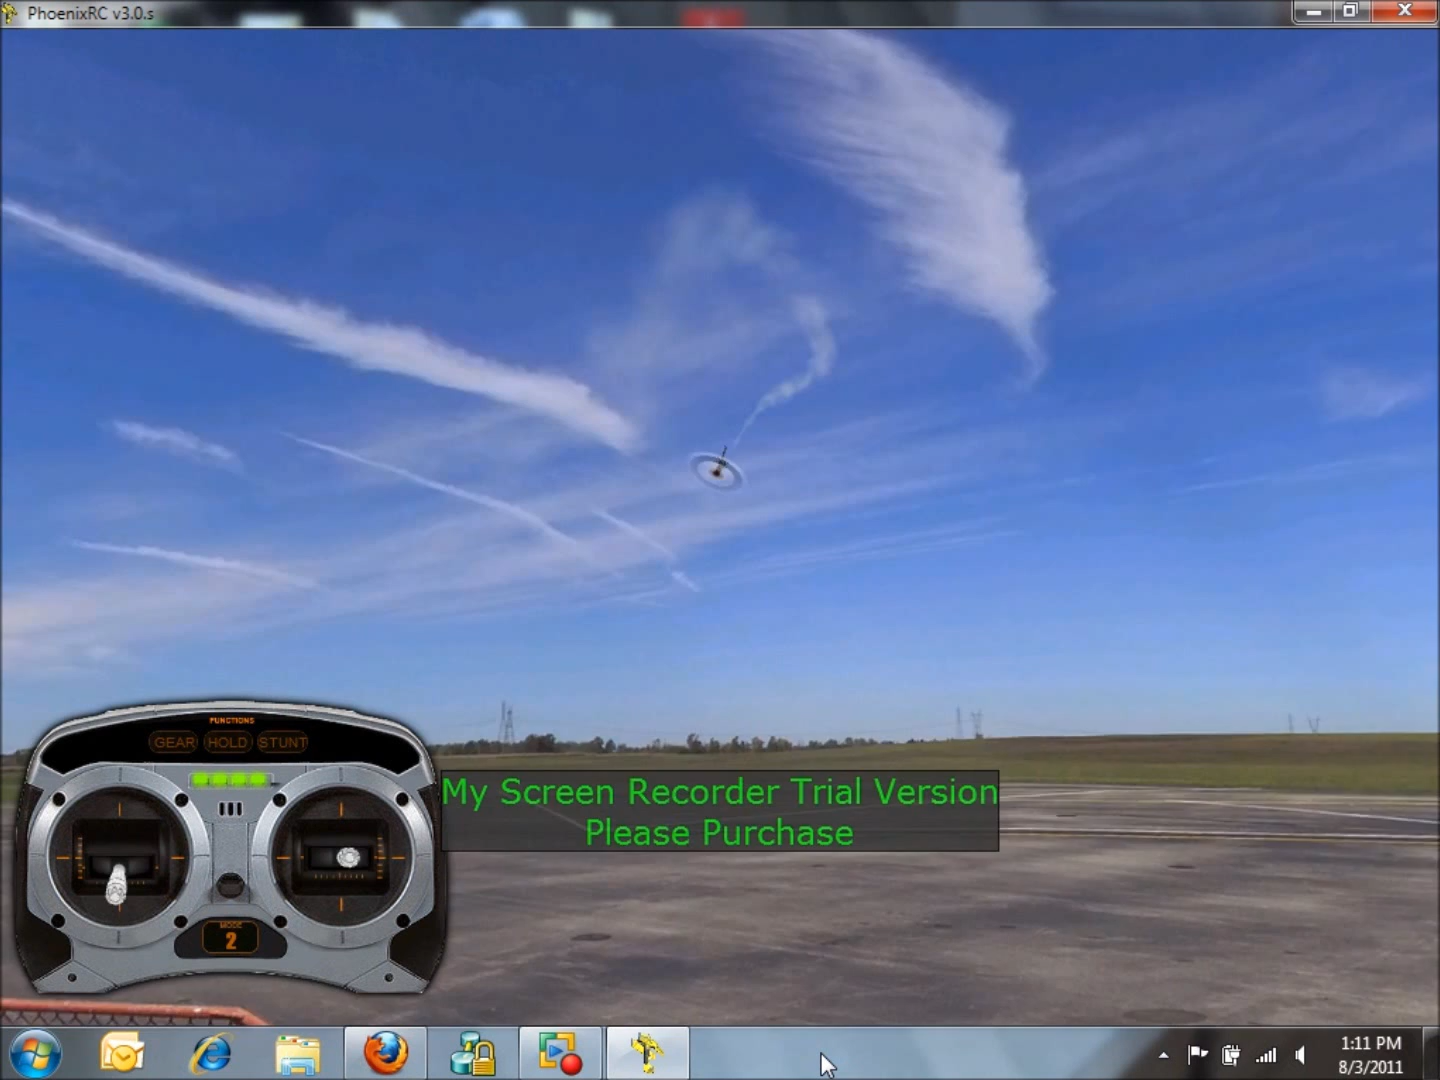 PhoenixRC v3.0.s
FUNCTIONS
GEAR HOLD STUNT
My Screen Recorder Trial Version
Please Purchase
MODE
2
1:11 PM
8/3/2011